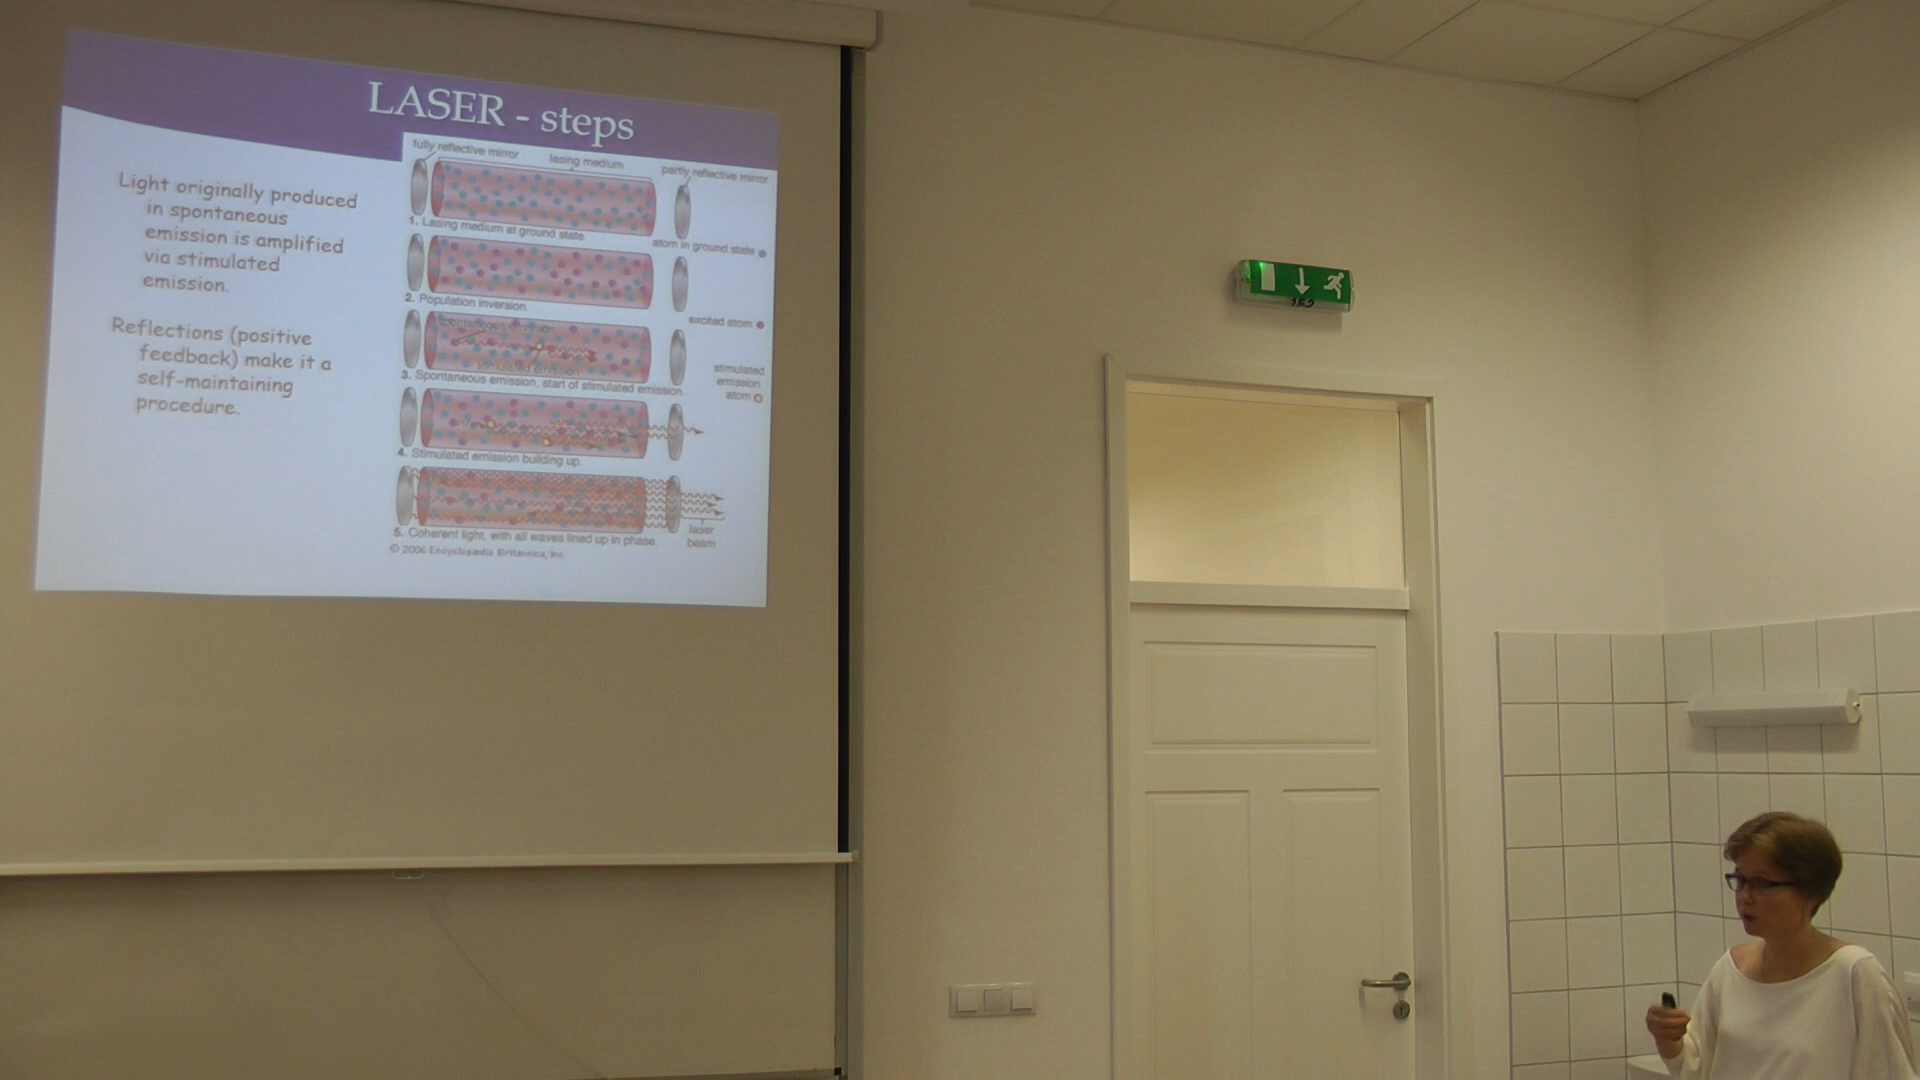 LASER - steps
Light originally produced
in spontaneous
emission is amplified
via stimulated
emission.
Reflections (positive
feedback) make it a
self-maintaining
procedure.
fully reflective mirror
lasing medium
partly reflective mirror
1. Lasing medium at ground state.
atom in ground state
2. Population inversion.
excited atom
spontaneous emission
stimulated emission
3. Spontaneous emission, start of stimulated emission.
stimulated
emission
atom
4. Stimulated emission building up.
5. Coherent light, with all waves lined up in phase.
laser
beam
© 2006 Encyclopædia Britannica, Inc.